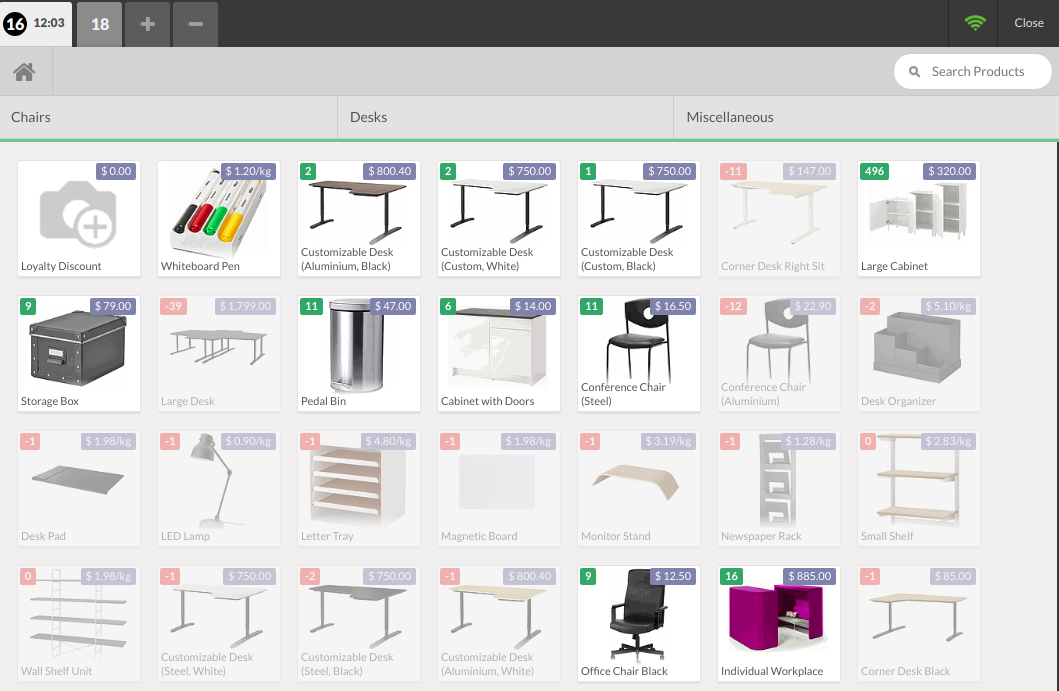 16 12:03 18 Close
Search Products
Chairs Desks Miscellaneous
$ 0.00
Loyalty Discount
$ 1.20/kg
Whiteboard Pen
2 $ 800.40
Customizable Desk
(Aluminium, Black)
2 $ 750.00
Customizable Desk
(Custom, White)
1 $ 750.00
Customizable Desk
(Custom, Black)
-11 $ 147.00
Corner Desk Right Sit
496 $ 320.00
Large Cabinet
9 $ 79.00
Storage Box
-39 $ 1,799.00
Large Desk
11 $ 47.00
Pedal Bin
6 $ 14.00
Cabinet with Doors
11 $ 16.50
Conference Chair
(Steel)
-12 $ 22.90
Conference Chair
(Aluminium)
-2 $ 5.10/kg
Desk Organizer
-1 $ 1.98/kg
Desk Pad
-1 $ 0.90/kg
LED Lamp
-1 $ 4.80/kg
Letter Tray
-1 $ 1.98/kg
Magnetic Board
-1 $ 3.19/kg
Monitor Stand
-1 $ 1.28/kg
Newspaper Rack
0 $ 2.83/kg
Small Shelf
0 $ 1.98/kg
Wall Shelf Unit
-1 $ 750.00
Customizable Desk
(Steel, White)
-2 $ 750.00
Customizable Desk
(Steel, Black)
-1 $ 800.40
Customizable Desk
(Aluminium, White)
9 $ 12.50
Office Chair Black
16 $ 885.00
Individual Workplace
-1 $ 85.00
Corner Desk Black